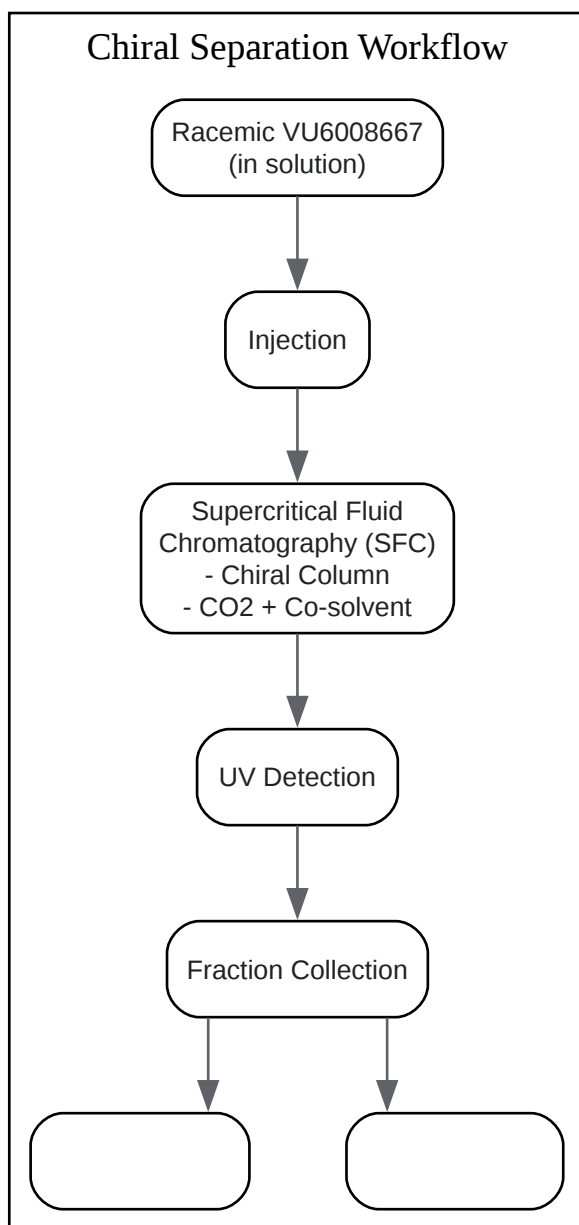 Chiral Separation Workflow
Racemic VU6008667
(in solution)
Injection
Supercritical Fluid
Chromatography (SFC)
- Chiral Column
- CO2 + Co-solvent
UV Detection
Fraction Collection